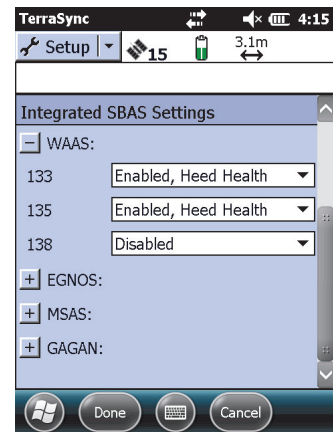 TerraSync 4:15
Setup 15 3.1m
Integrated SBAS Settings
WAAS:
133 Enabled, Heed Health
135 Enabled, Heed Health
138 Disabled
EGNOS:
MSAS:
GAGAN:
Done Cancel